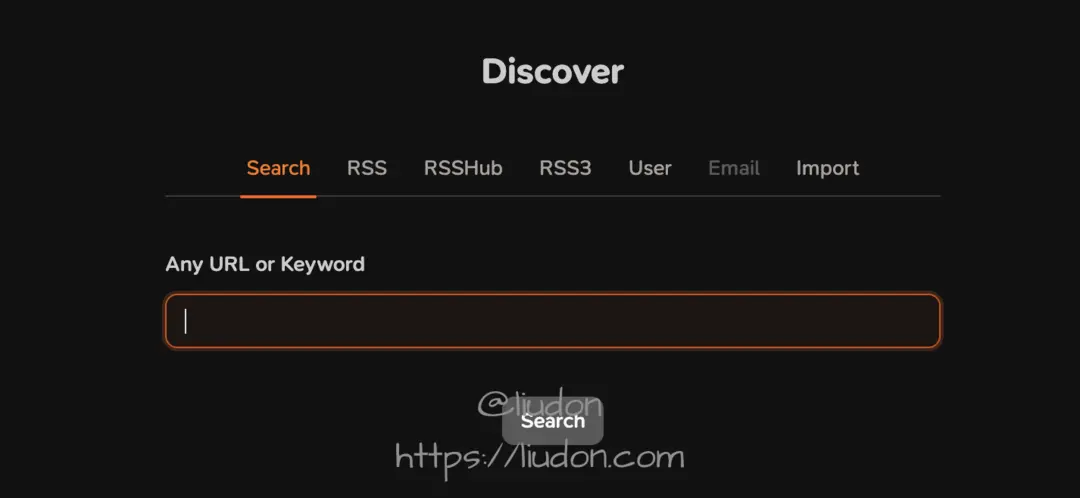 Discover
Search RSS RSSHub RSS3 User Email Import
Any URL or Keyword
@liudon
Search
https://liudon.com